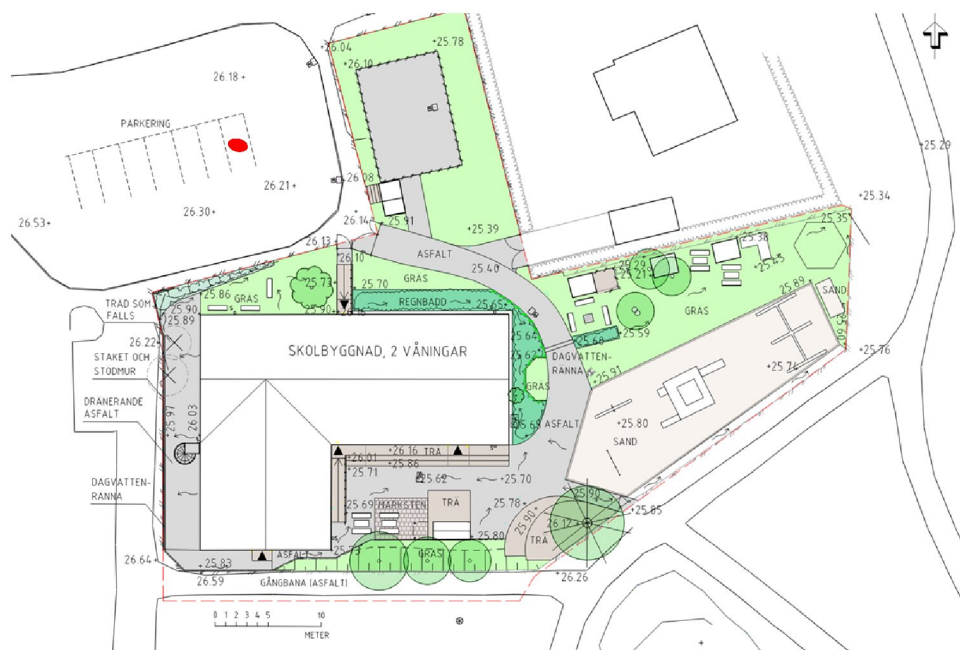 +26.04
+25.78
+26.10
26.18 +
PARKERING
+25.29
26.21 +
26.08
+25.34
26.53+
26.30 +
26.14
25.91
+25.39
25.35
26.13
26.10
ASFALT
25.38
25.40
25.29
25.43
GRÄS
25.73
25.70
25.89
SAND
25.86
GRÄS
REGNBÄDD
25.65
GRÄS
TRÄD SOM
FÄLLS
25.90
25.89
25.90
25.64
25.59
25.68
26.22
SKOLBYGGNAD, 2 VÅNINGAR
25.62
DAGVATTEN-
RÄNNA
+25.76
STAKET OCH
STÖDMUR
25.74
GRÄS
25.91
DRÄNERANDE
ASFALT
25.97
26.03
ASFALT
+25.80
SAND
+26.16
TRÄ
+26.01
+25.86
+25.71
25.62
+25.70
DAGVATTEN-
RÄNNA
25.69
MARKSTEN
TRÄ
25.78
25.90
25.90
+25.85
26.12
25.80
TRÄ
26.64
ASFALT
GRÄS
+25.83
26.59
GÅNGBANA (ASFALT)
+26.26
0 1 2 3 4 5 10
METER